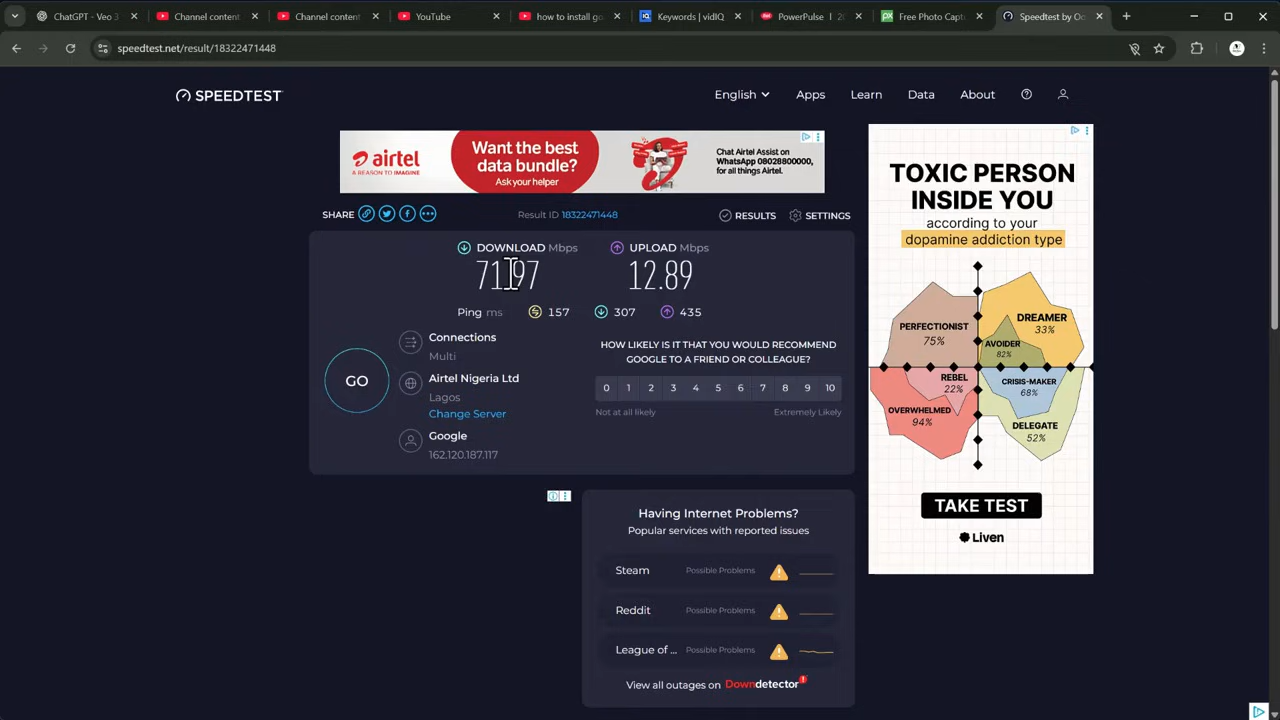 ChatGPT - Veo 3
Channel content
Channel content
YouTube
how to install go
Keywords | vidIQ
PowerPulse | 2
Free Photo Capt
Speedtest by Oo
speedtest.net/result/18322471448
SPEEDTEST
English
Apps
Learn
Data
About
airtel
A REASON TO IMAGINE
Want the best
data bundle?
Ask your helper
Chat Airtel Assist on
WhatsApp 08028800000,
for all things Airtel.
SHARE
Result ID 18322471448
RESULTS
SETTINGS
DOWNLOAD Mbps
71.97
UPLOAD Mbps
12.89
Ping ms
157
307
435
GO
Connections
Multi
Airtel Nigeria Ltd
Lagos
Change Server
Google
162.120.187.117
HOW LIKELY IS IT THAT YOU WOULD RECOMMEND
GOOGLE TO A FRIEND OR COLLEAGUE?
0 1 2 3 4 5 6 7 8 9 10
Not at all likely
Extremely Likely
Having Internet Problems?
Popular services with reported issues
Steam Possible Problems
Reddit Possible Problems
League of ... Possible Problems
View all outages on Downdetector
TOXIC PERSON
INSIDE YOU
according to your
dopamine addiction type
PERFECTIONIST
75%
DREAMER
33%
AVOIDER
82%
REBEL
22%
CRISIS-MAKER
68%
OVERWHELMED
94%
DELEGATE
52%
TAKE TEST
Liven